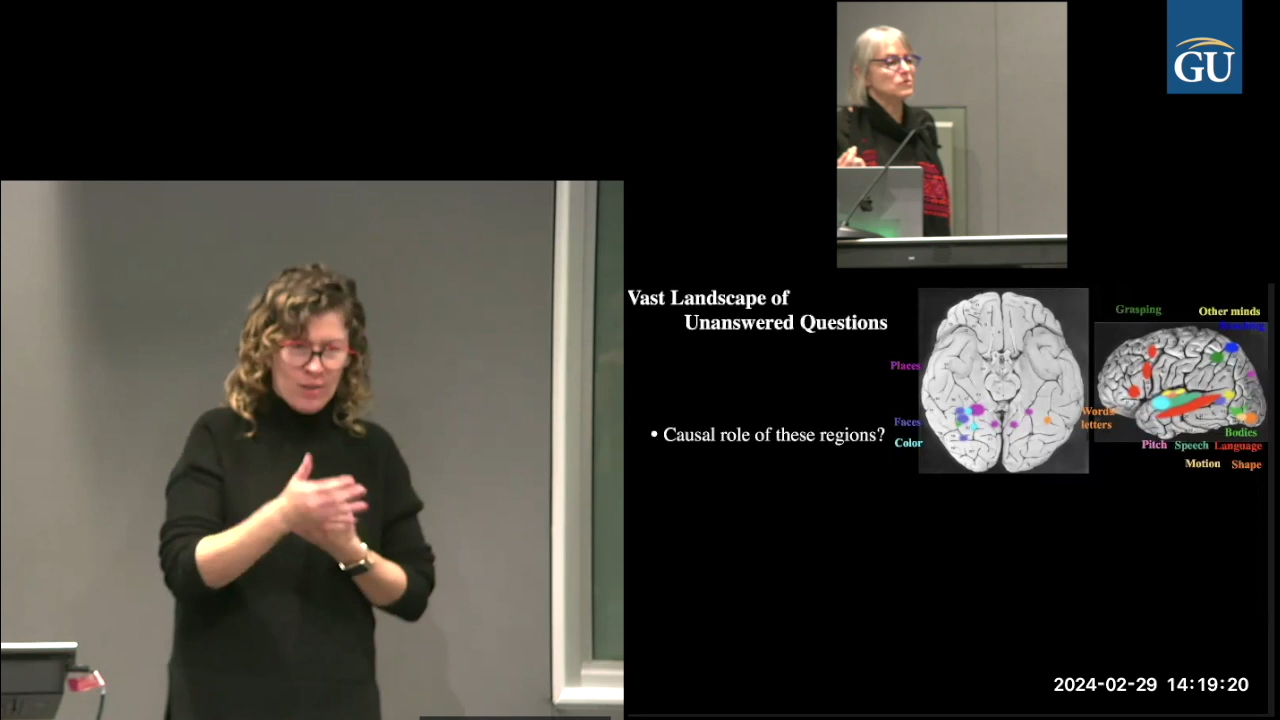 GU
Vast Landscape of
Unanswered Questions
• Causal role of these regions?
Places
Faces
Color
Words
letters
Grasping
Other minds
Bodies
Pitch Speech Language
Motion Shape
2024-02-29 14:19:20